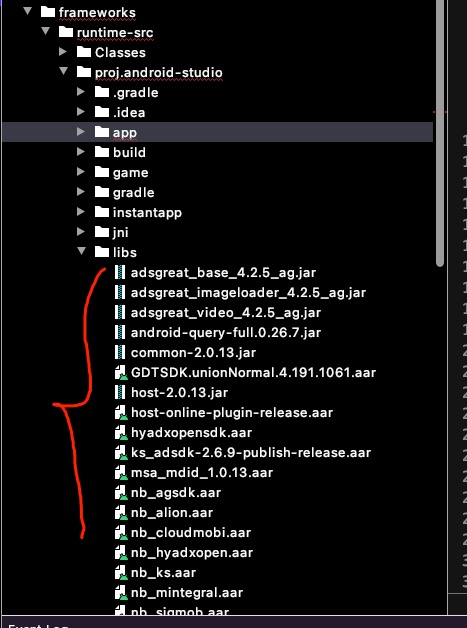 frameworks
runtime-src
Classes
proj.android-studio
.gradle
.idea
app
build
game
gradle
instantapp
jni
libs
adsgreat_base_4.2.5_ag.jar
adsgreat_imageloader_4.2.5_ag.jar
adsgreat_video_4.2.5_ag.jar
android-query-full.0.26.7.jar
common-2.0.13.jar
GDTSDK.unionNormal.4.191.1061.aar
host-2.0.13.jar
host-online-plugin-release.aar
hyadxopensdk.aar
ks_adsdk-2.6.9-publish-release.aar
msa_mdid_1.0.13.aar
nb_agsdk.aar
nb_alion.aar
nb_cloudmobi.aar
nb_hyadxopen.aar
nb_ks.aar
nb_mintegral.aar
nb_sigmob.aar